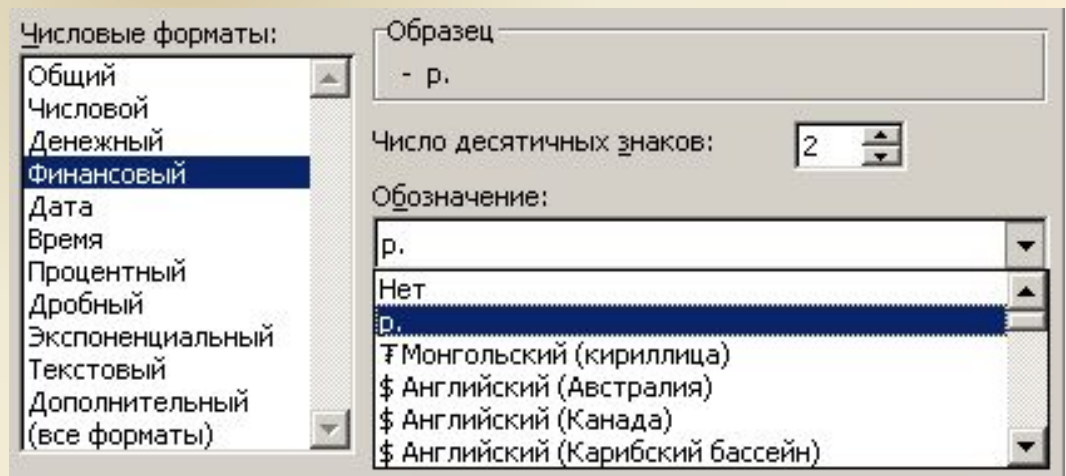 Числовые форматы:
Общий
Числовой
Денежный
Финансовый
Дата
Время
Процентный
Дробный
Экспоненциальный
Текстовый
Дополнительный
(все форматы)
Образец
- р.
Число десятичных знаков: 2
Обозначение:
р.
Нет
р.
₮ Монгольский (кириллица)
$ Английский (Австралия)
$ Английский (Канада)
$ Английский (Карибский бассейн)